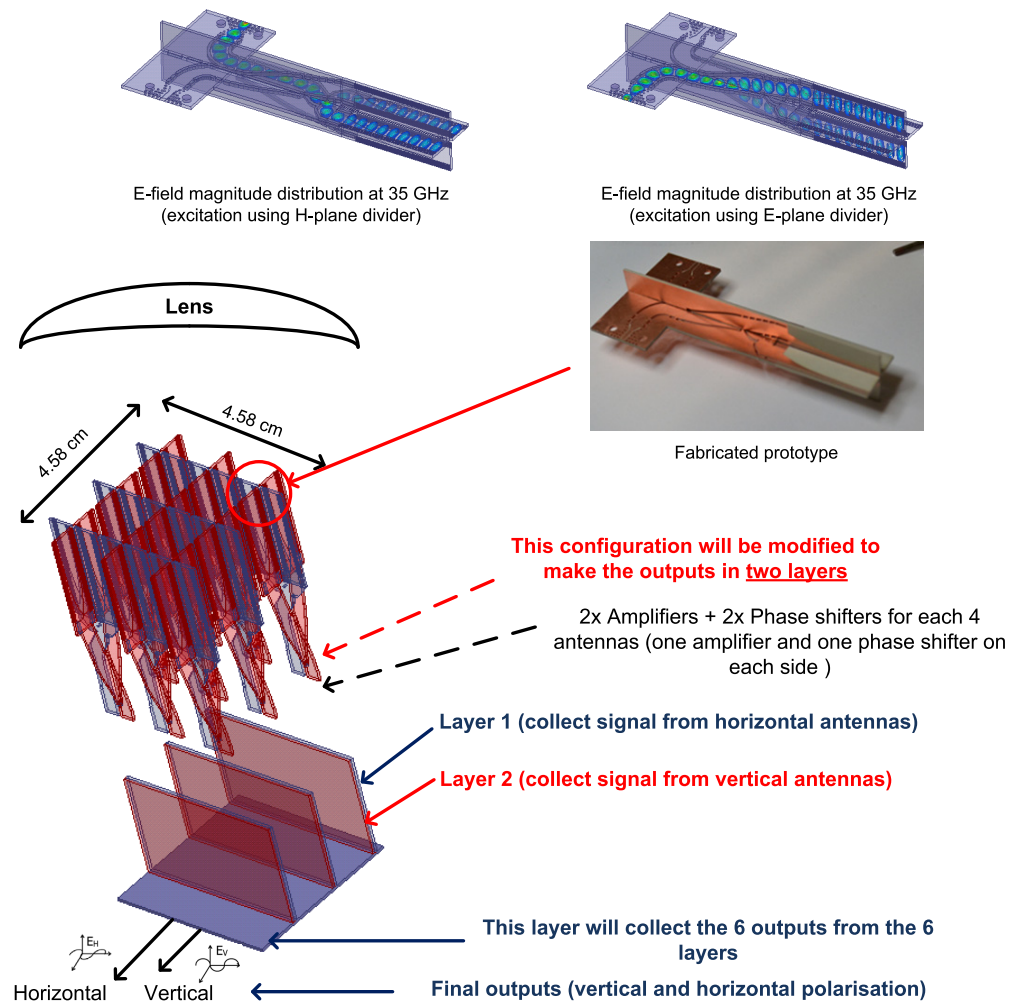 E-field magnitude distribution at 35 GHz
(excitation using H-plane divider)
E-field magnitude distribution at 35 GHz
(excitation using E-plane divider)
Lens
4.58 cm
4.58 cm
Fabricated prototype
This configuration will be modified to
make the outputs in two layers
2x Amplifiers + 2x Phase shifters for each 4
antennas (one amplifier and one phase shifter on
each side )
Layer 1 (collect signal from horizontal antennas)
Layer 2 (collect signal from vertical antennas)
This layer will collect the 6 outputs from the 6
layers
EH
EV
Horizontal
Vertical
Final outputs (vertical and horizontal polarisation)